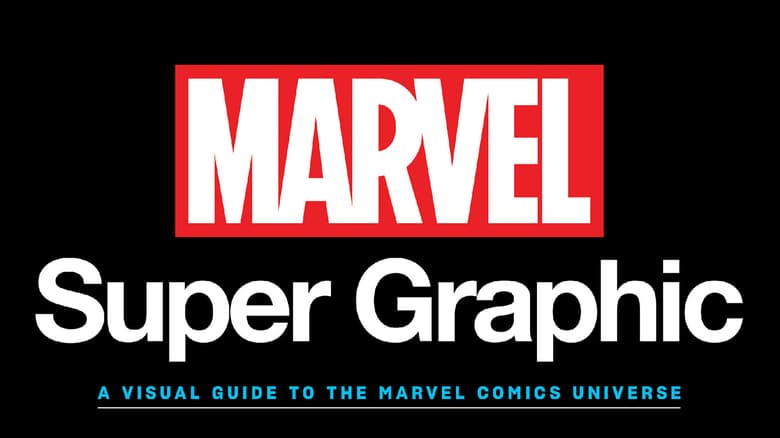 MARVEL
Super Graphic
A VISUAL GUIDE TO THE MARVEL COMICS UNIVERSE